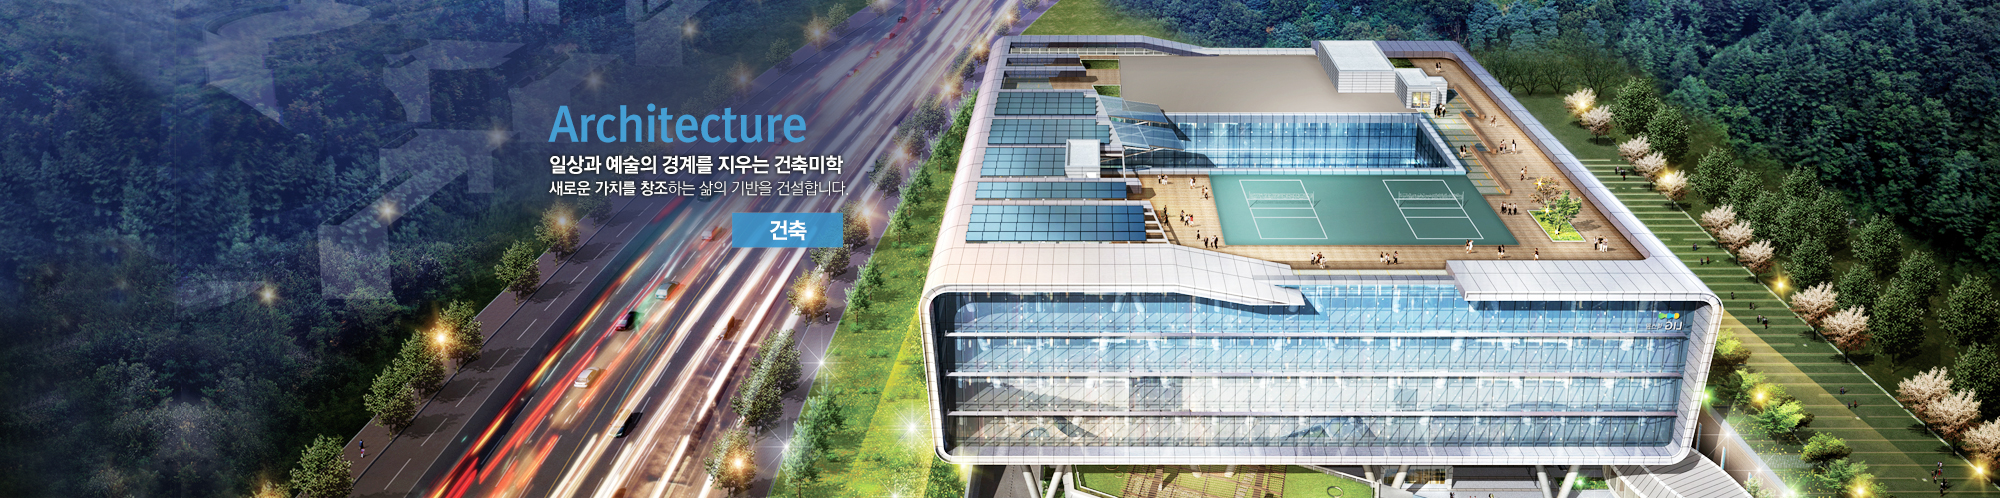 Architecture
일상과 예술의 경계를 지우는 건축미학
새로운 가치를 창조하는 삶의 기반을 건설합니다
건축
LIG